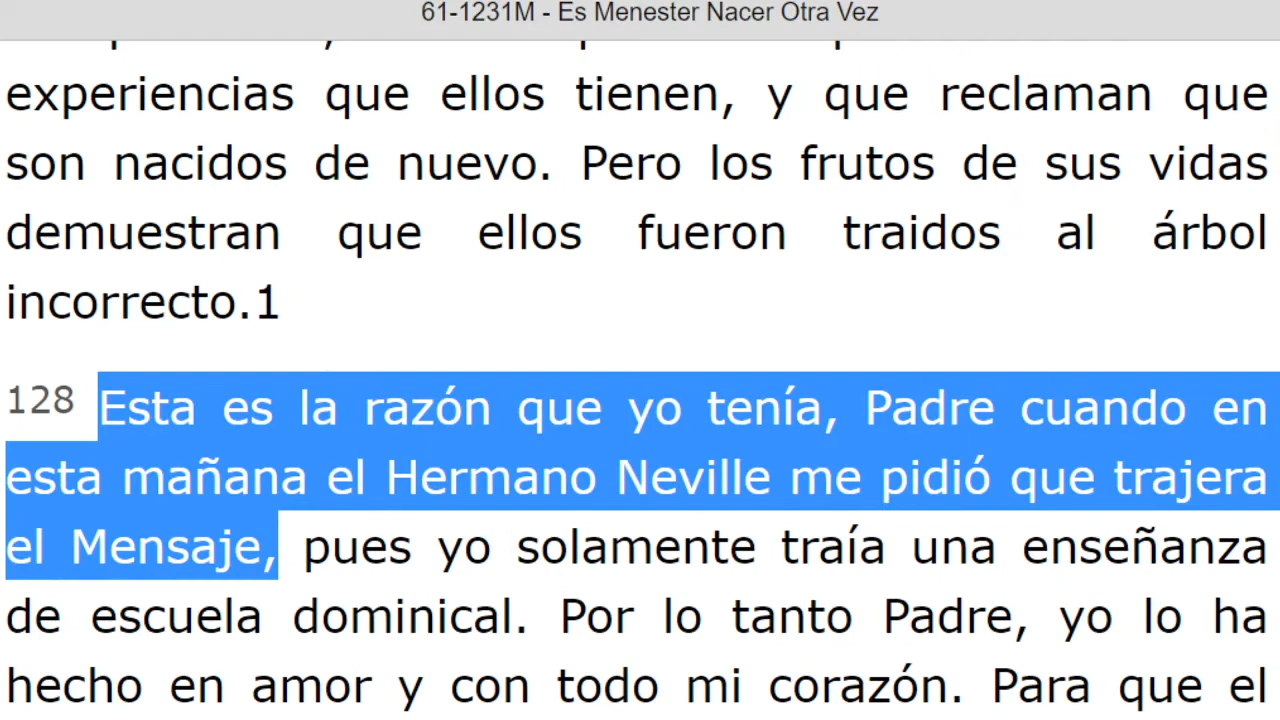 61-1231M - Es Menester Nacer Otra Vez
experiencias que ellos tienen, y que reclaman que
son nacidos de nuevo. Pero los frutos de sus vidas
demuestran que ellos fueron traidos al árbol
incorrecto.1
128 Esta es la razón que yo tenía, Padre cuando en
esta mañana el Hermano Neville me pidió que trajera
el Mensaje, pues yo solamente traía una enseñanza
de escuela dominical. Por lo tanto Padre, yo lo ha
hecho en amor y con todo mi corazón. Para que el